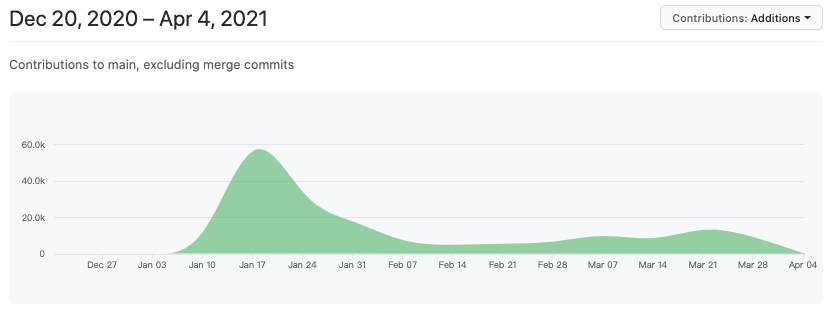 Dec 20, 2020 – Apr 4, 2021
Contributions: Additions
Contributions to main, excluding merge commits
60.0k
40.0k
20.0k
0
Dec 27 Jan 03 Jan 10 Jan 17 Jan 24 Jan 31 Feb 07 Feb 14 Feb 21 Feb 28 Mar 07 Mar 14 Mar 21 Mar 28 Apr 04